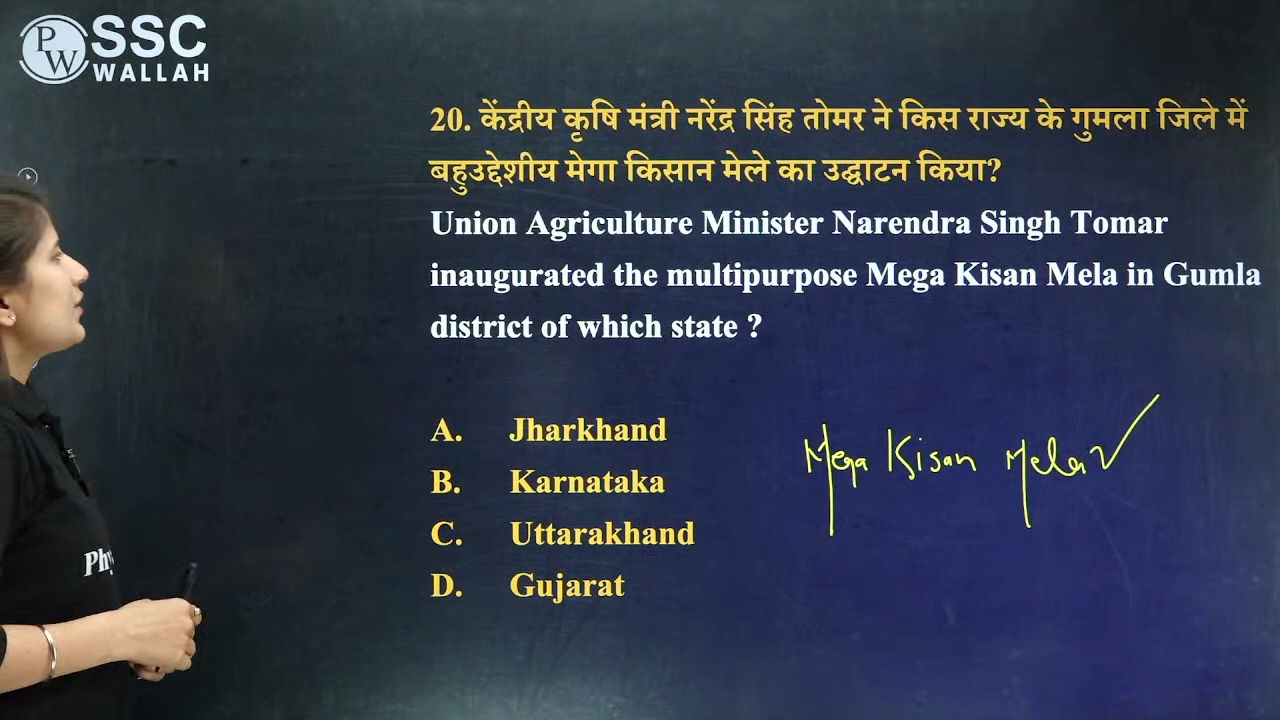 PW SSC
WALLAH
20. केंद्रीय कृषि मंत्री नरेंद्र सिंह तोमर ने किस राज्य के गुमला जिले में
बहुउद्देशीय मेगा किसान मेले का उद्घाटन किया?
Union Agriculture Minister Narendra Singh Tomar
inaugurated the multipurpose Mega Kisan Mela in Gumla
district of which state ?
A. Jharkhand
B. Karnataka
C. Uttarakhand
D. Gujarat
Mega Kisan Mela